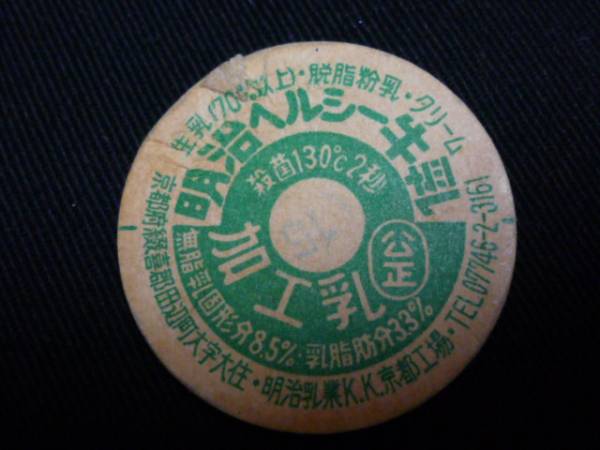 生乳(70%以上)・脱脂粉乳・クリーム
明治ヘルシー牛乳
殺菌130℃2秒
加工乳
公正
無脂乳固形分8.5%・乳脂肪分3.3%
京都府綴喜郡田辺町大字大住・明治乳業K.K.京都工場・TEL07746-2-3161